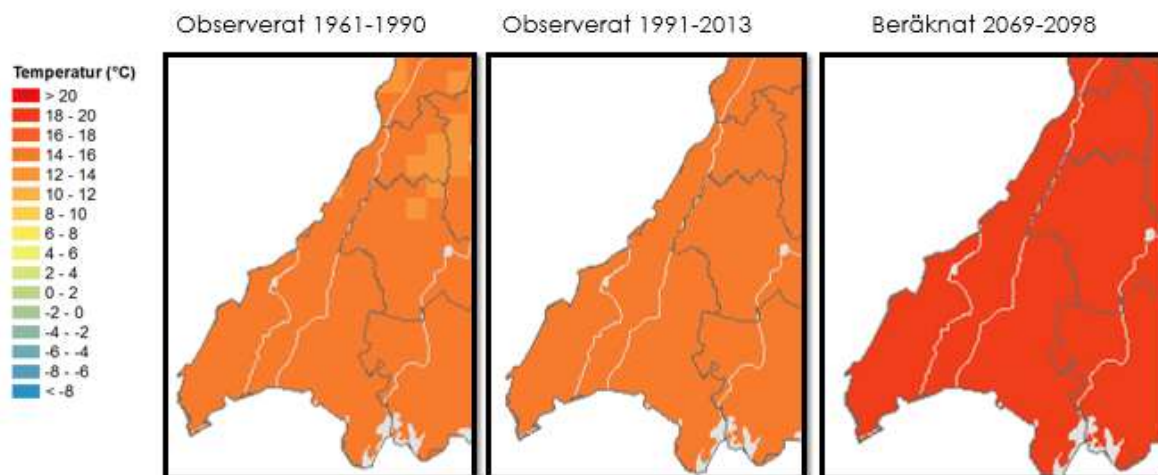 Observerat 1961-1990
Observerat 1991-2013
Beräknat 2069-2098
Temperatur (°C)
> 20
18 - 20
16 - 18
14 - 16
12 - 14
10 - 12
8 - 10
6 - 8
4 - 6
2 - 4
0 - 2
-2 - 0
-4 - -2
-6 - -4
-8 - -6
< -8